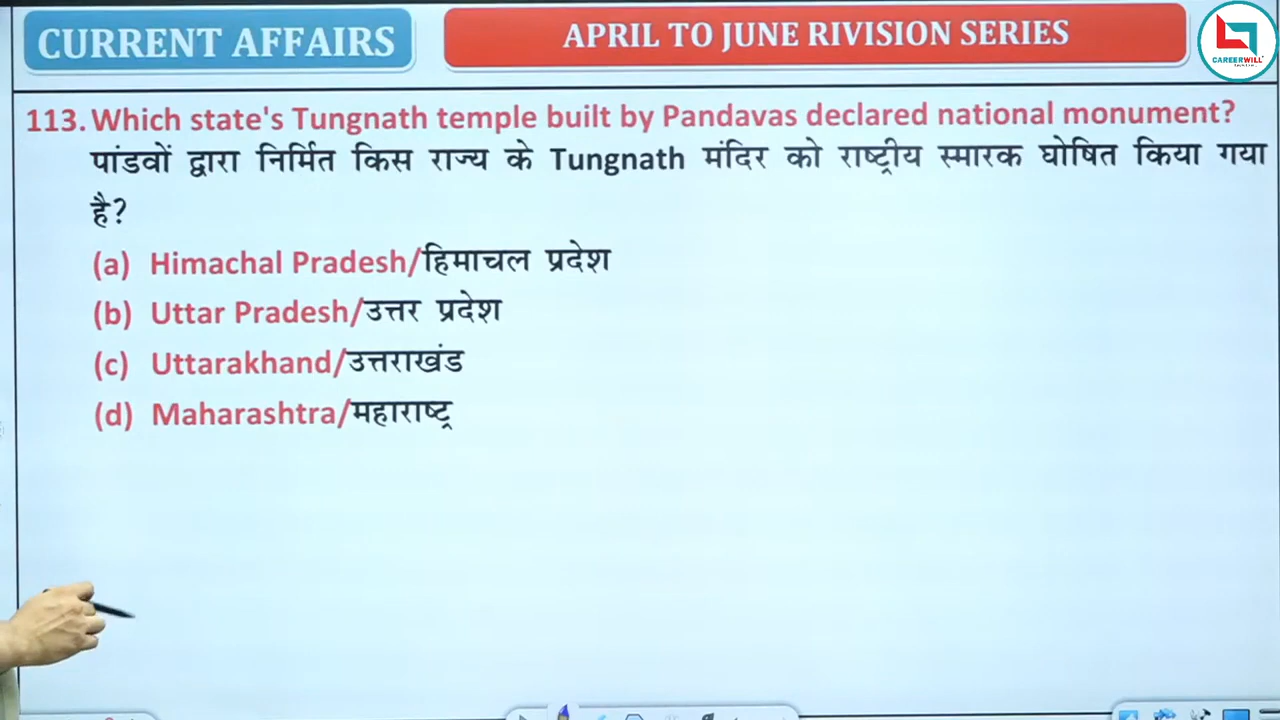 CURRENT AFFAIRS
APRIL TO JUNE RIVISION SERIES
CAREERWILL
113. Which state's Tungnath temple built by Pandavas declared national monument?
पांडवों द्वारा निर्मित किस राज्य के Tungnath मंदिर को राष्ट्रीय स्मारक घोषित किया गया
है?
(a) Himachal Pradesh/हिमाचल प्रदेश
(b) Uttar Pradesh/उत्तर प्रदेश
(c) Uttarakhand/उत्तराखंड
(d) Maharashtra/महाराष्ट्र